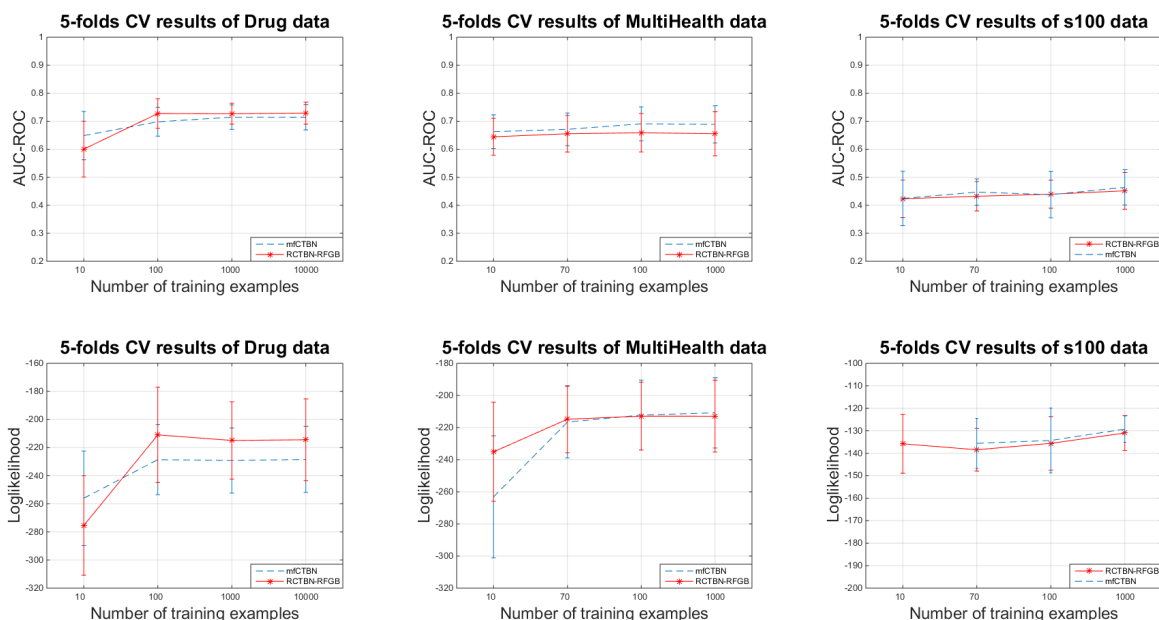 5-folds CV results of Drug data
1
0.9
0.8
0.7
0.6
0.5
0.4
0.3
0.2
AUC-ROC
mfCTBN
RCTBN-RFGB
10 100 1000 10000
Number of training examples
5-folds CV results of MultiHealth data
1
0.9
0.8
0.7
0.6
0.5
0.4
0.3
0.2
AUC-ROC
mfCTBN
RCTBN-RFGB
10 70 100 1000
Number of training examples
5-folds CV results of s100 data
1
0.9
0.8
0.7
0.6
0.5
0.4
0.3
0.2
AUC-ROC
RCTBN-RFGB
mfCTBN
10 70 100 1000
Number of training examples
5-folds CV results of Drug data
-160
-180
-200
-220
-240
-260
-280
-300
-320
Loglikelihood
mfCTBN
RCTBN-RFGB
10 100 1000 10000
Number of training examples
5-folds CV results of MultiHealth data
-180
-200
-220
-240
-260
-280
-300
-320
Loglikelihood
mfCTBN
RCTBN-RFGB
10 70 100 1000
Number of training examples
5-folds CV results of s100 data
-100
-110
-120
-130
-140
-150
-160
-170
-180
-190
-200
Loglikelihood
RCTBN-RFGB
mfCTBN
10 70 100 1000
Number of training examples